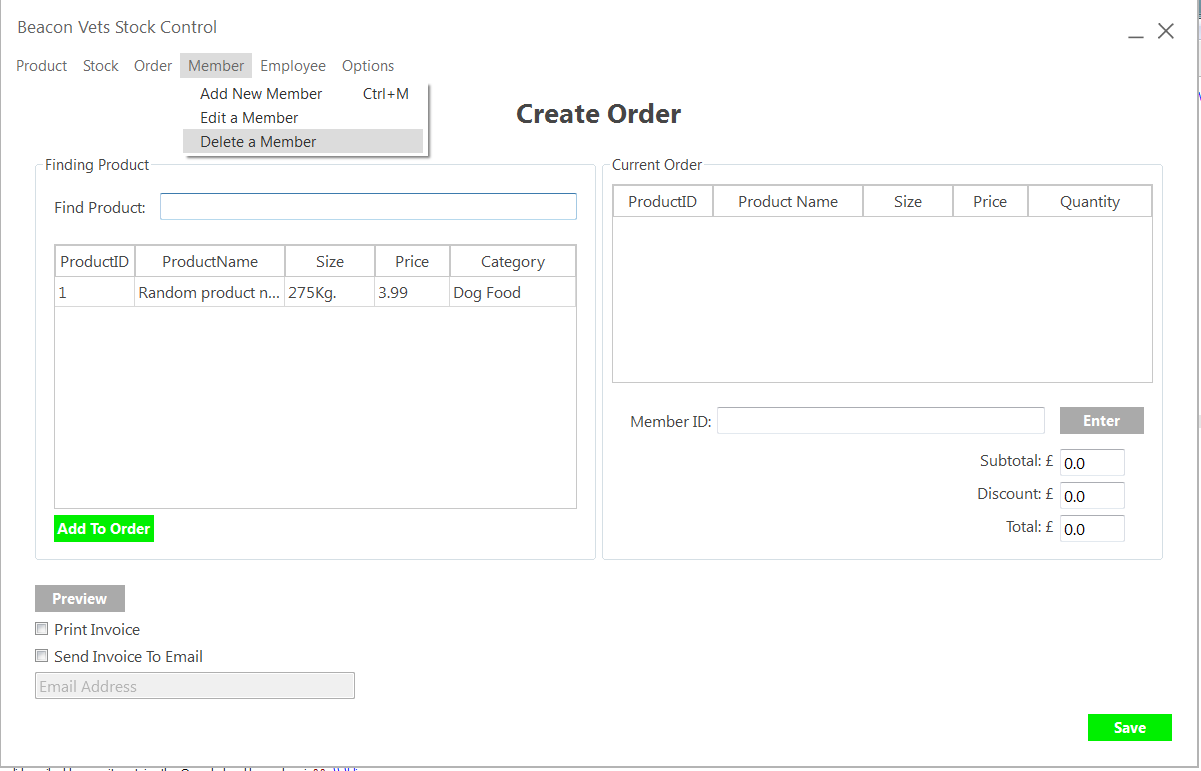 Beacon Vets Stock Control
Product Stock Order Member Employee Options
Add New Member Ctrl+M
Edit a Member
Delete a Member
Create Order
Finding Product
Find Product:
ProductID ProductName Size Price Category
1 Random product n... 275Kg. 3.99 Dog Food
Add To Order
Current Order
ProductID Product Name Size Price Quantity
Member ID: Enter
Subtotal: £ 0.0
Discount: £ 0.0
Total: £ 0.0
Preview
Print Invoice
Send Invoice To Email
Email Address
Save